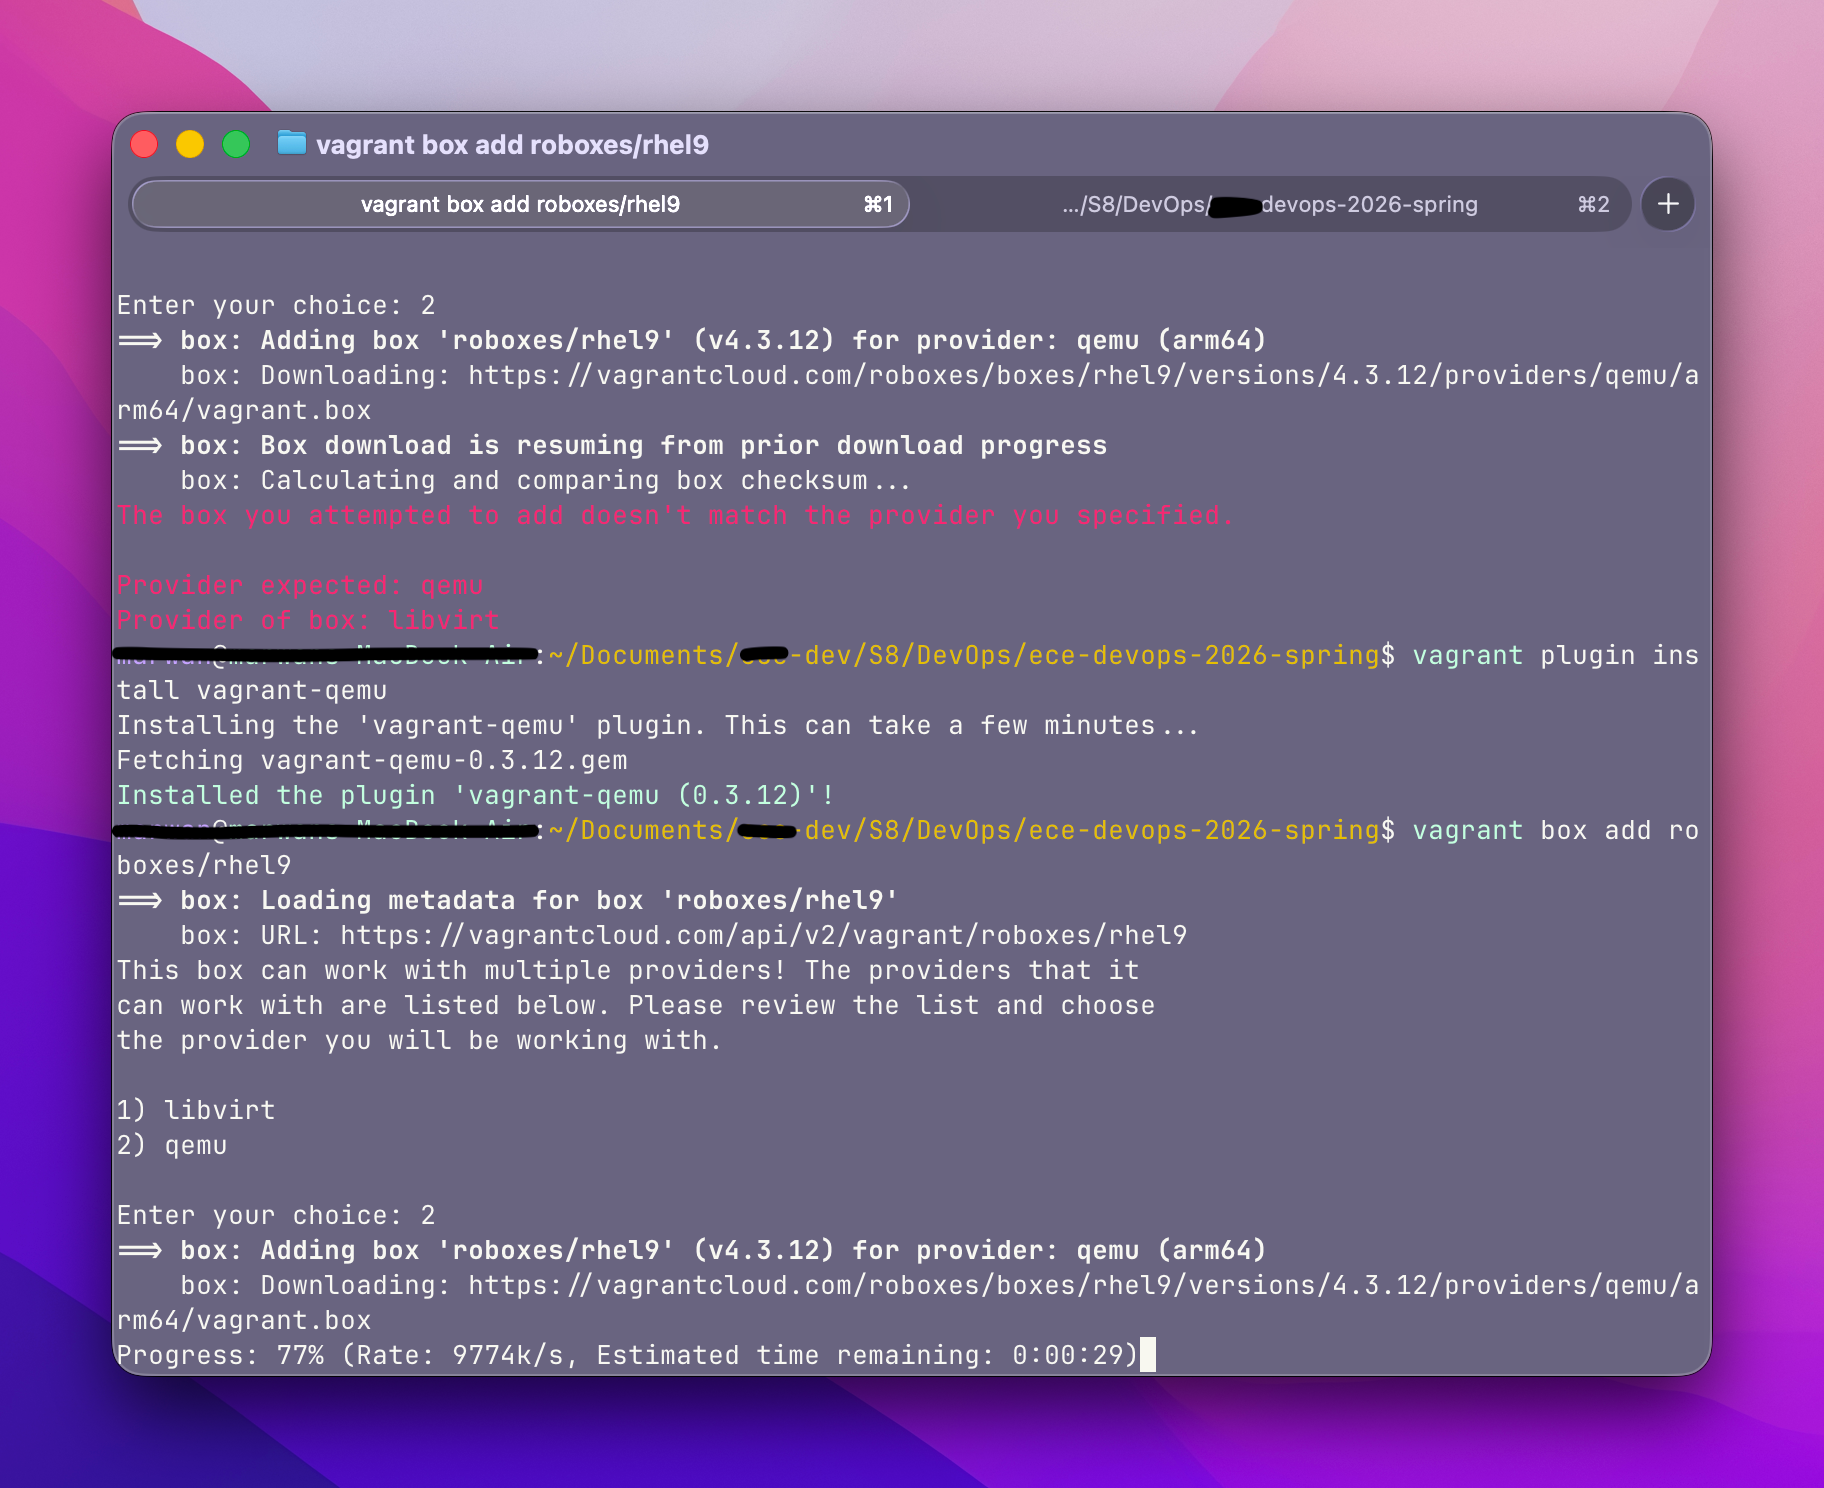 vagrant box add roboxes/rhel9
vagrant box add roboxes/rhel9 ⌘1 .../S8/DevOps/ devops-2026-spring ⌘2 +
Enter your choice: 2
==> box: Adding box 'roboxes/rhel9' (v4.3.12) for provider: qemu (arm64)
box: Downloading: https://vagrantcloud.com/roboxes/boxes/rhel9/versions/4.3.12/providers/qemu/a
rm64/vagrant.box
==> box: Box download is resuming from prior download progress
box: Calculating and comparing box checksum...
The box you attempted to add doesn't match the provider you specified.
Provider expected: qemu
Provider of box: libvirt
:~/Documents/ -dev/S8/DevOps/ece-devops-2026-spring$ vagrant plugin ins
tall vagrant-qemu
Installing the 'vagrant-qemu' plugin. This can take a few minutes...
Fetching vagrant-qemu-0.3.12.gem
Installed the plugin 'vagrant-qemu (0.3.12)'!
:~/Documents/ -dev/S8/DevOps/ece-devops-2026-spring$ vagrant box add ro
boxes/rhel9
==> box: Loading metadata for box 'roboxes/rhel9'
box: URL: https://vagrantcloud.com/api/v2/vagrant/roboxes/rhel9
This box can work with multiple providers! The providers that it
can work with are listed below. Please review the list and choose
the provider you will be working with.
1) libvirt
2) qemu
Enter your choice: 2
==> box: Adding box 'roboxes/rhel9' (v4.3.12) for provider: qemu (arm64)
box: Downloading: https://vagrantcloud.com/roboxes/boxes/rhel9/versions/4.3.12/providers/qemu/a
rm64/vagrant.box
Progress: 77% (Rate: 9774k/s, Estimated time remaining: 0:00:29)